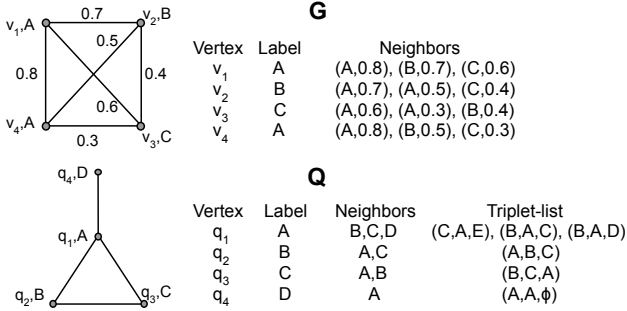 G
v1,A 0.7 v2,B
0.5
0.8 0.4
0.6
v4,A 0.3 v3,C
Vertex Label Neighbors
v1 A (A,0.8), (B,0.7), (C,0.6)
v2 B (A,0.7), (A,0.5), (C,0.4)
v3 C (A,0.6), (A,0.3), (B,0.4)
v4 A (A,0.8), (B,0.5), (C,0.3)
Q
q4,D
q1,A
q2,B q3,C
Vertex Label Neighbors Triplet-list
q1 A B,C,D (C,A,E), (B,A,C), (B,A,D)
q2 B A,C (A,B,C)
q3 C A,B (B,C,A)
q4 D A (A,A,ϕ)